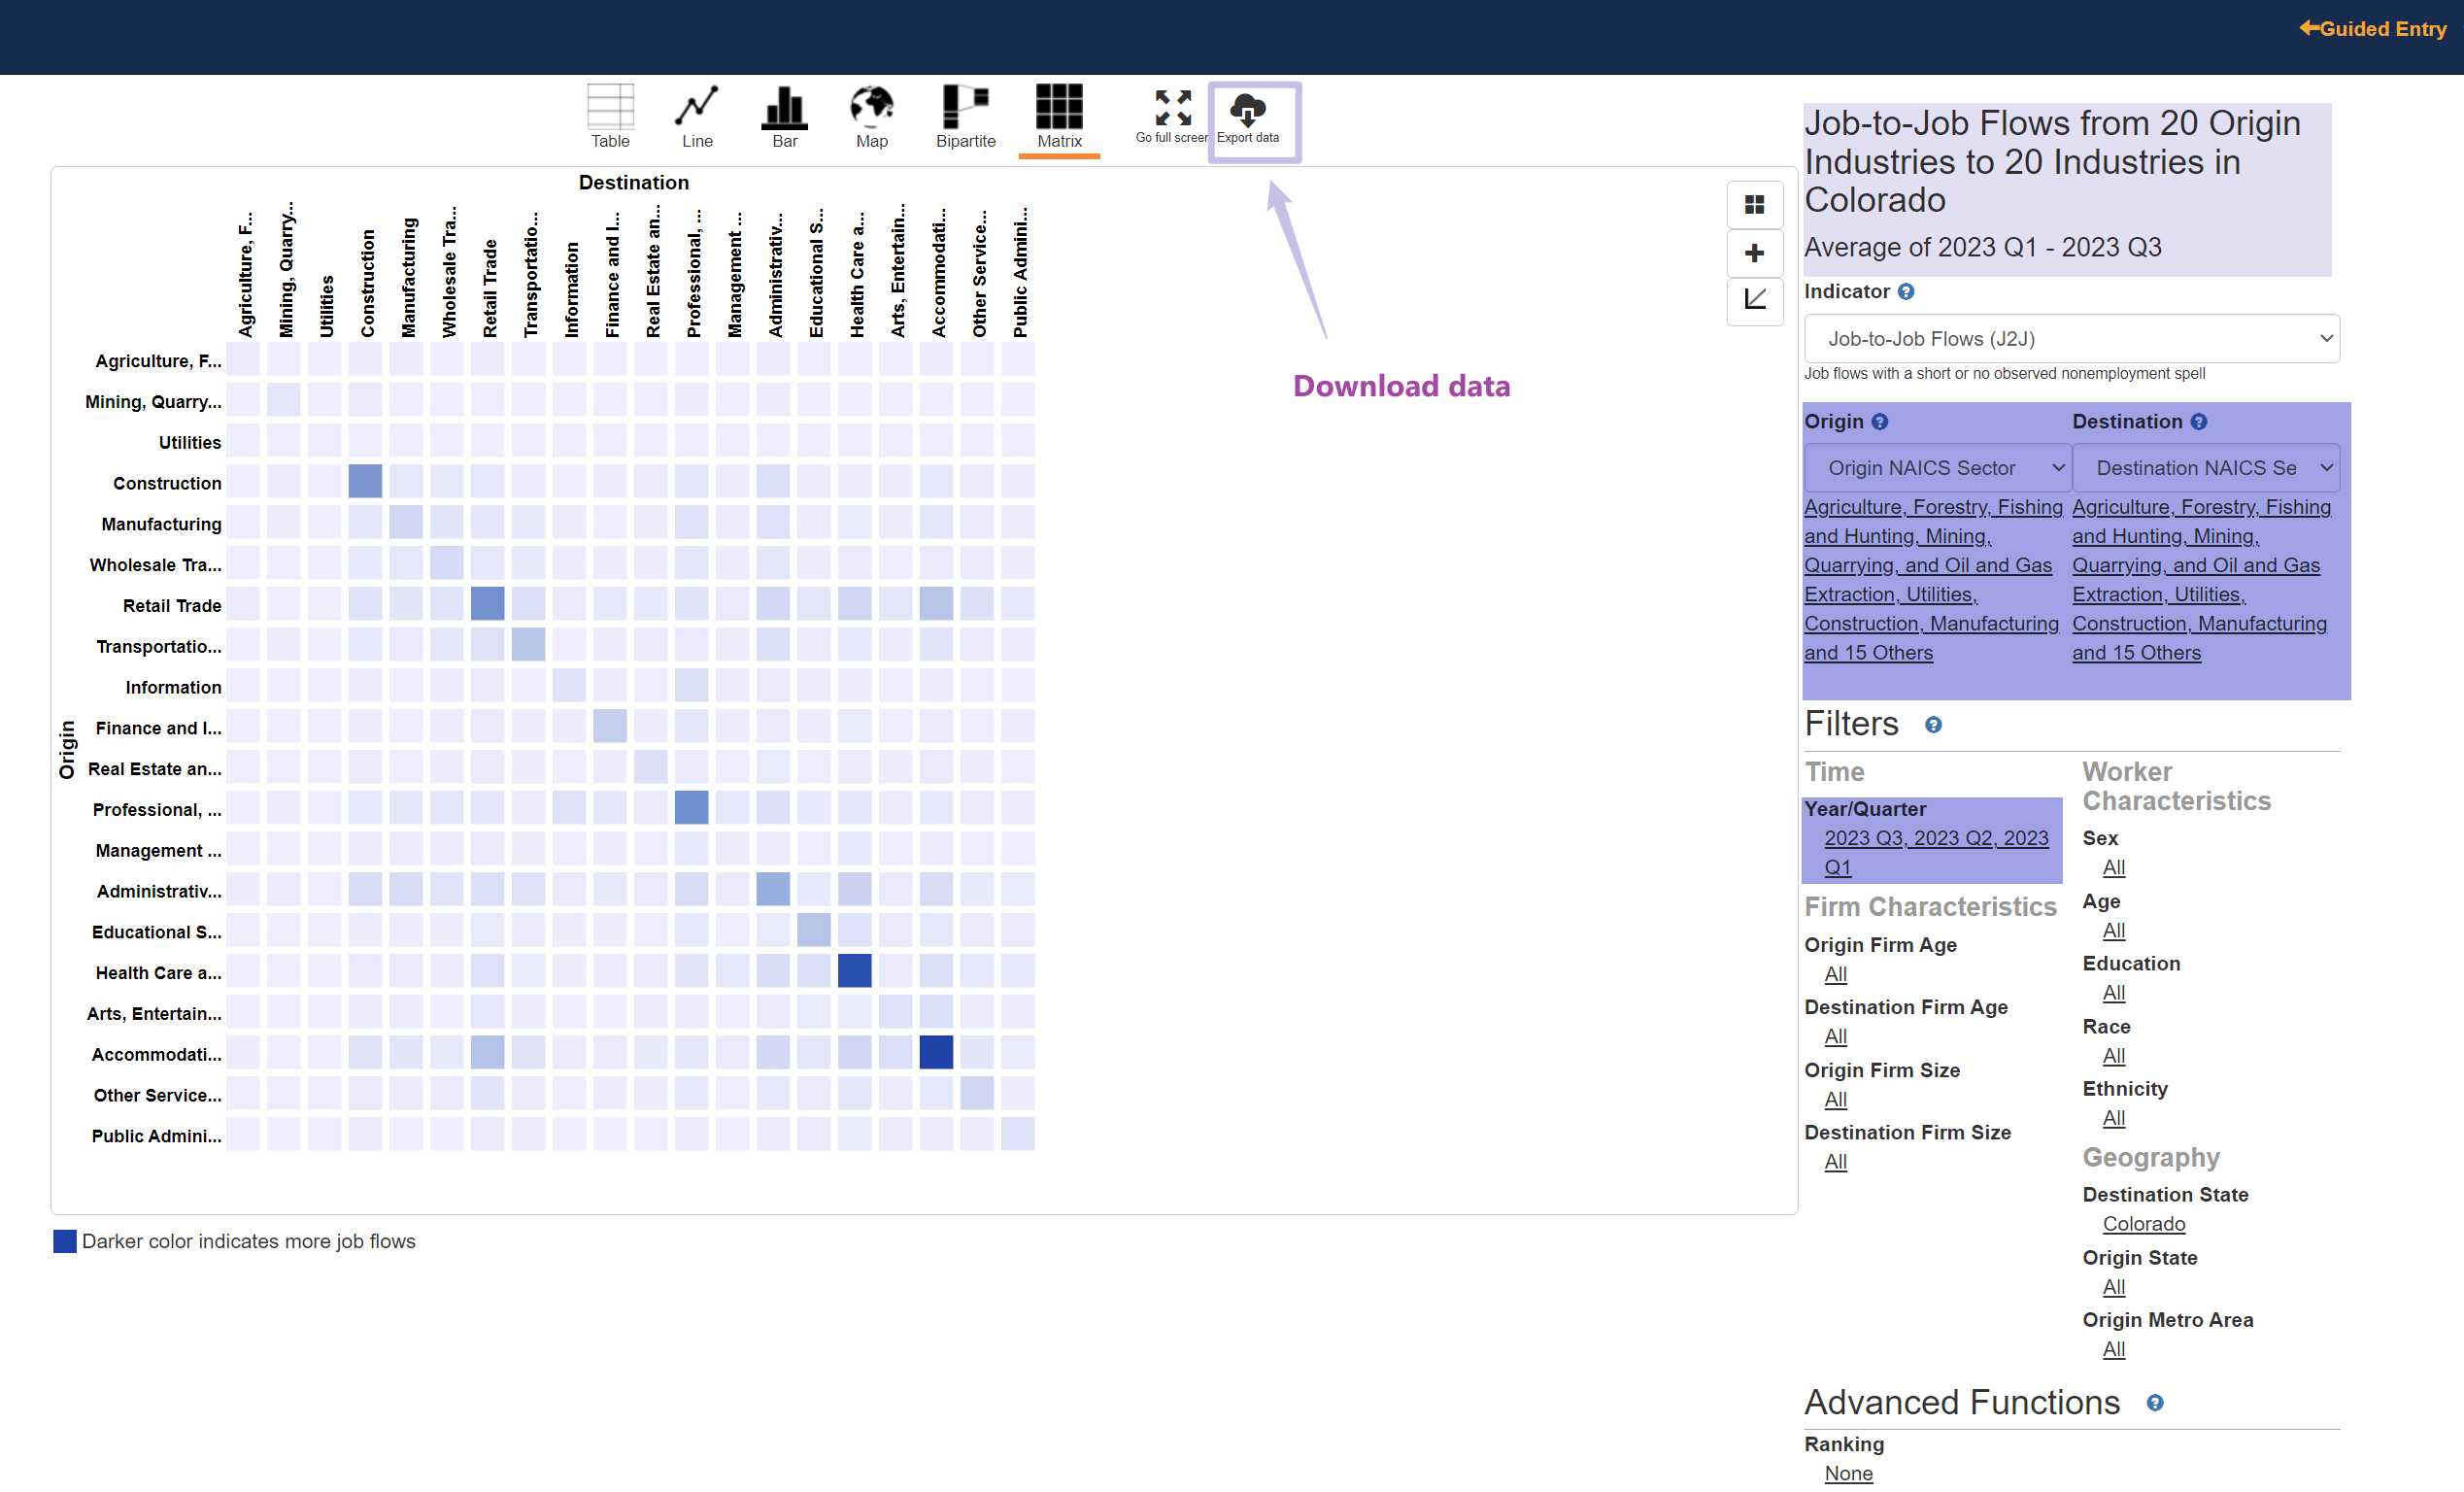 Guided Entry
Table
Line
Bar
Map
Bipartite
Matrix
Go full screen
Export data
Download data
Destination
Agriculture, F...
Mining, Quarry...
Utilities
Construction
Manufacturing
Wholesale Tra...
Retail Trade
Transportatio...
Information
Finance and I...
Real Estate an...
Professional, ...
Management ...
Administrativ...
Educational S...
Health Care a...
Arts, Entertain...
Accommodati...
Other Service...
Public Admini...
Origin
Agriculture, F...
Mining, Quarry...
Utilities
Construction
Manufacturing
Wholesale Tra...
Retail Trade
Transportatio...
Information
Finance and I...
Real Estate an...
Professional, ...
Management ...
Administrativ...
Educational S...
Health Care a...
Arts, Entertain...
Accommodati...
Other Service...
Public Admini...
Darker color indicates more job flows
Job-to-Job Flows from 20 Origin
Industries to 20 Industries in
Colorado
Average of 2023 Q1 - 2023 Q3
Indicator
Job-to-Job Flows (J2J)
Job flows with a short or no observed nonemployment spell
Origin
Origin NAICS Sector
Agriculture, Forestry, Fishing
and Hunting, Mining,
Quarrying, and Oil and Gas
Extraction, Utilities,
Construction, Manufacturing
and 15 Others
Destination
Destination NAICS Se
Agriculture, Forestry, Fishing
and Hunting, Mining,
Quarrying, and Oil and Gas
Extraction, Utilities,
Construction, Manufacturing
and 15 Others
Filters
Time
Year/Quarter
2023 Q3, 2023 Q2, 2023
Q1
Firm Characteristics
Origin Firm Age
All
Destination Firm Age
All
Origin Firm Size
All
Destination Firm Size
All
Worker
Characteristics
Sex
All
Age
All
Education
All
Race
All
Ethnicity
All
Geography
Destination State
Colorado
Origin State
All
Origin Metro Area
All
Advanced Functions
Ranking
None